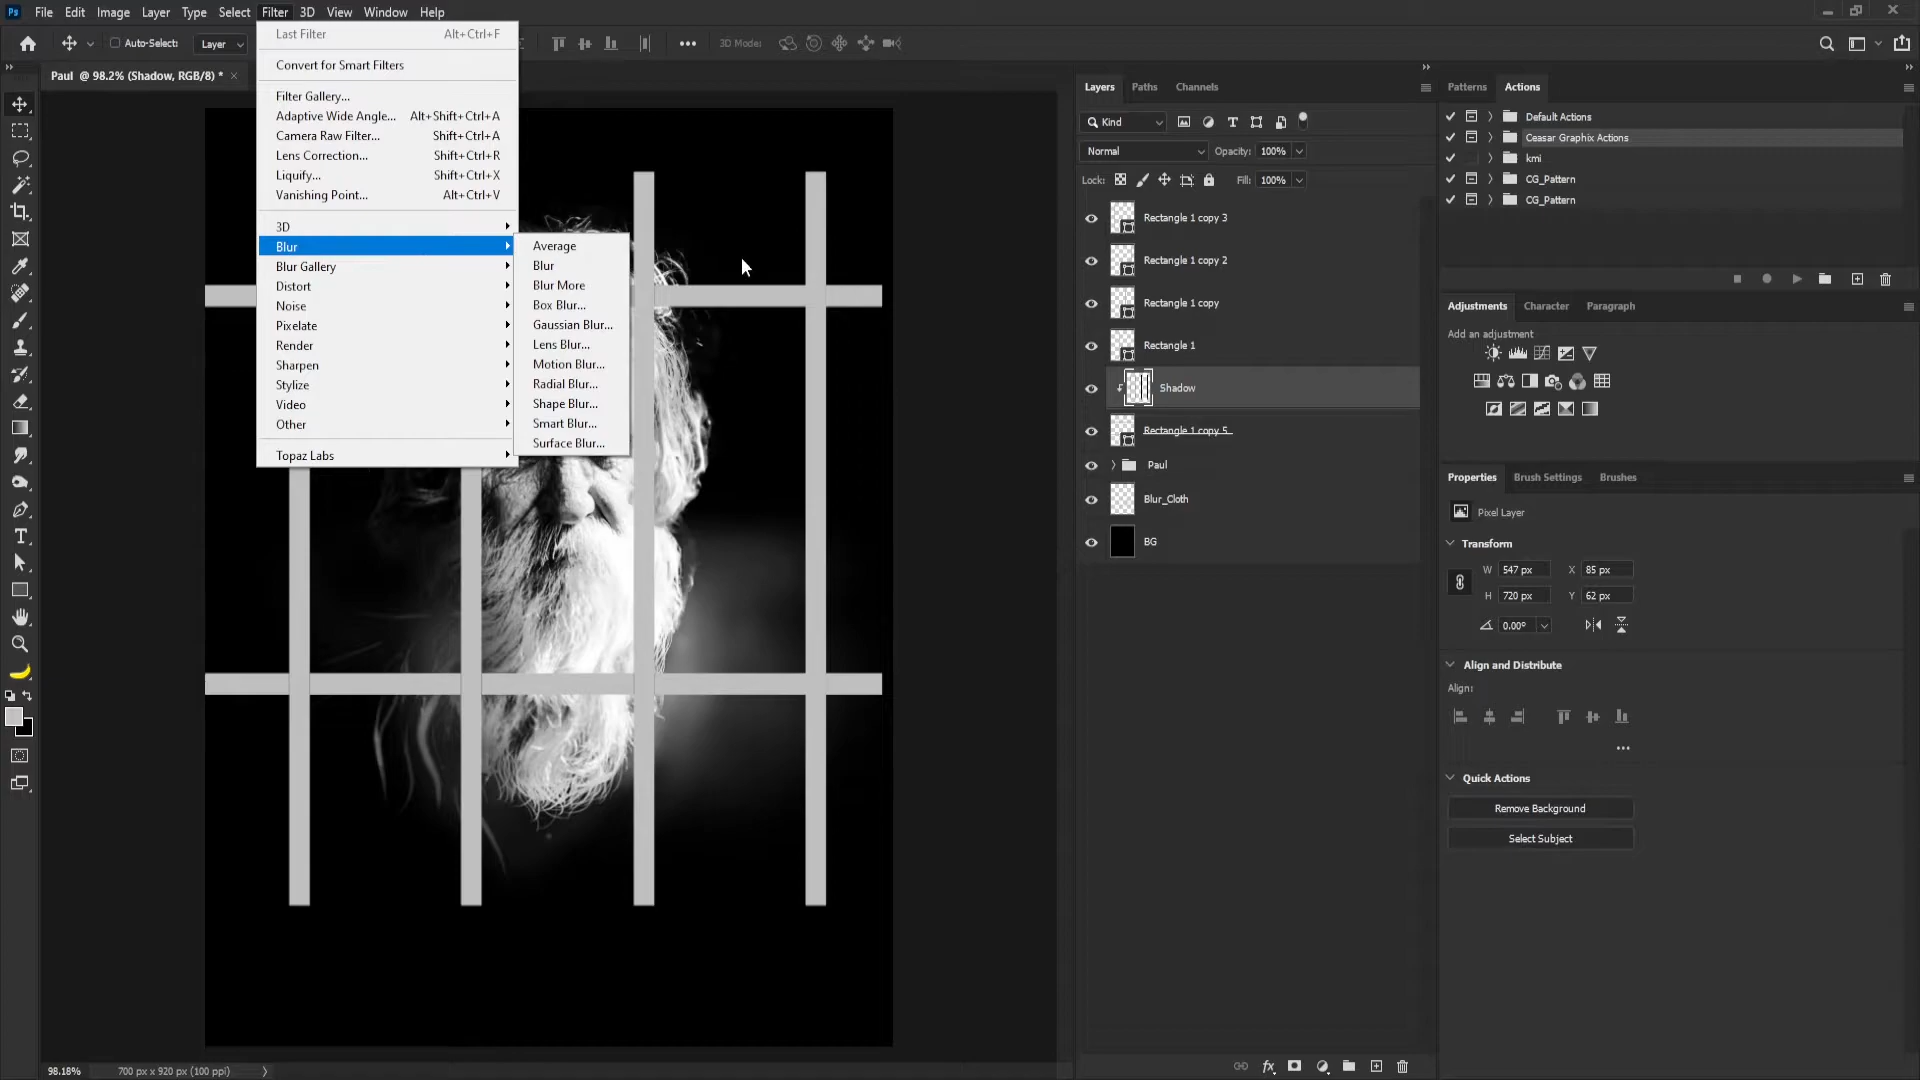 Ps File Edit Image Layer Type Select Filter 3D View Window Help
Auto-Select: Layer 3D Mode:
Paul @ 98.2% (Shadow, RGB/8) * ×
Last Filter Alt+Ctrl+F
Convert for Smart Filters
Filter Gallery...
Adaptive Wide Angle... Alt+Shift+Ctrl+A
Camera Raw Filter... Shift+Ctrl+A
Lens Correction... Shift+Ctrl+R
Liquify... Shift+Ctrl+X
Vanishing Point... Alt+Ctrl+V
3D
Blur
Blur Gallery
Distort
Noise
Pixelate
Render
Sharpen
Stylize
Video
Other
Topaz Labs
Average
Blur
Blur More
Box Blur...
Gaussian Blur...
Lens Blur...
Motion Blur...
Radial Blur...
Shape Blur...
Smart Blur...
Surface Blur...
98.18% 700 px x 920 px (100 ppi)
Layers Paths Channels
Kind
Normal Opacity: 100%
Lock: Fill: 100%
Rectangle 1 copy 3
Rectangle 1 copy 2
Rectangle 1 copy
Rectangle 1
Shadow
Rectangle 1 copy 5
Paul
Blur_Cloth
BG
fx
Patterns Actions
Default Actions
Ceasar Graphix Actions
kmi
CG_Pattern
CG_Pattern
Adjustments Character Paragraph
Add an adjustment
Properties Brush Settings Brushes
Pixel Layer
Transform
W 547 px X 85 px
H 720 px Y 62 px
0.00°
Align and Distribute
Align:
Quick Actions
Remove Background
Select Subject